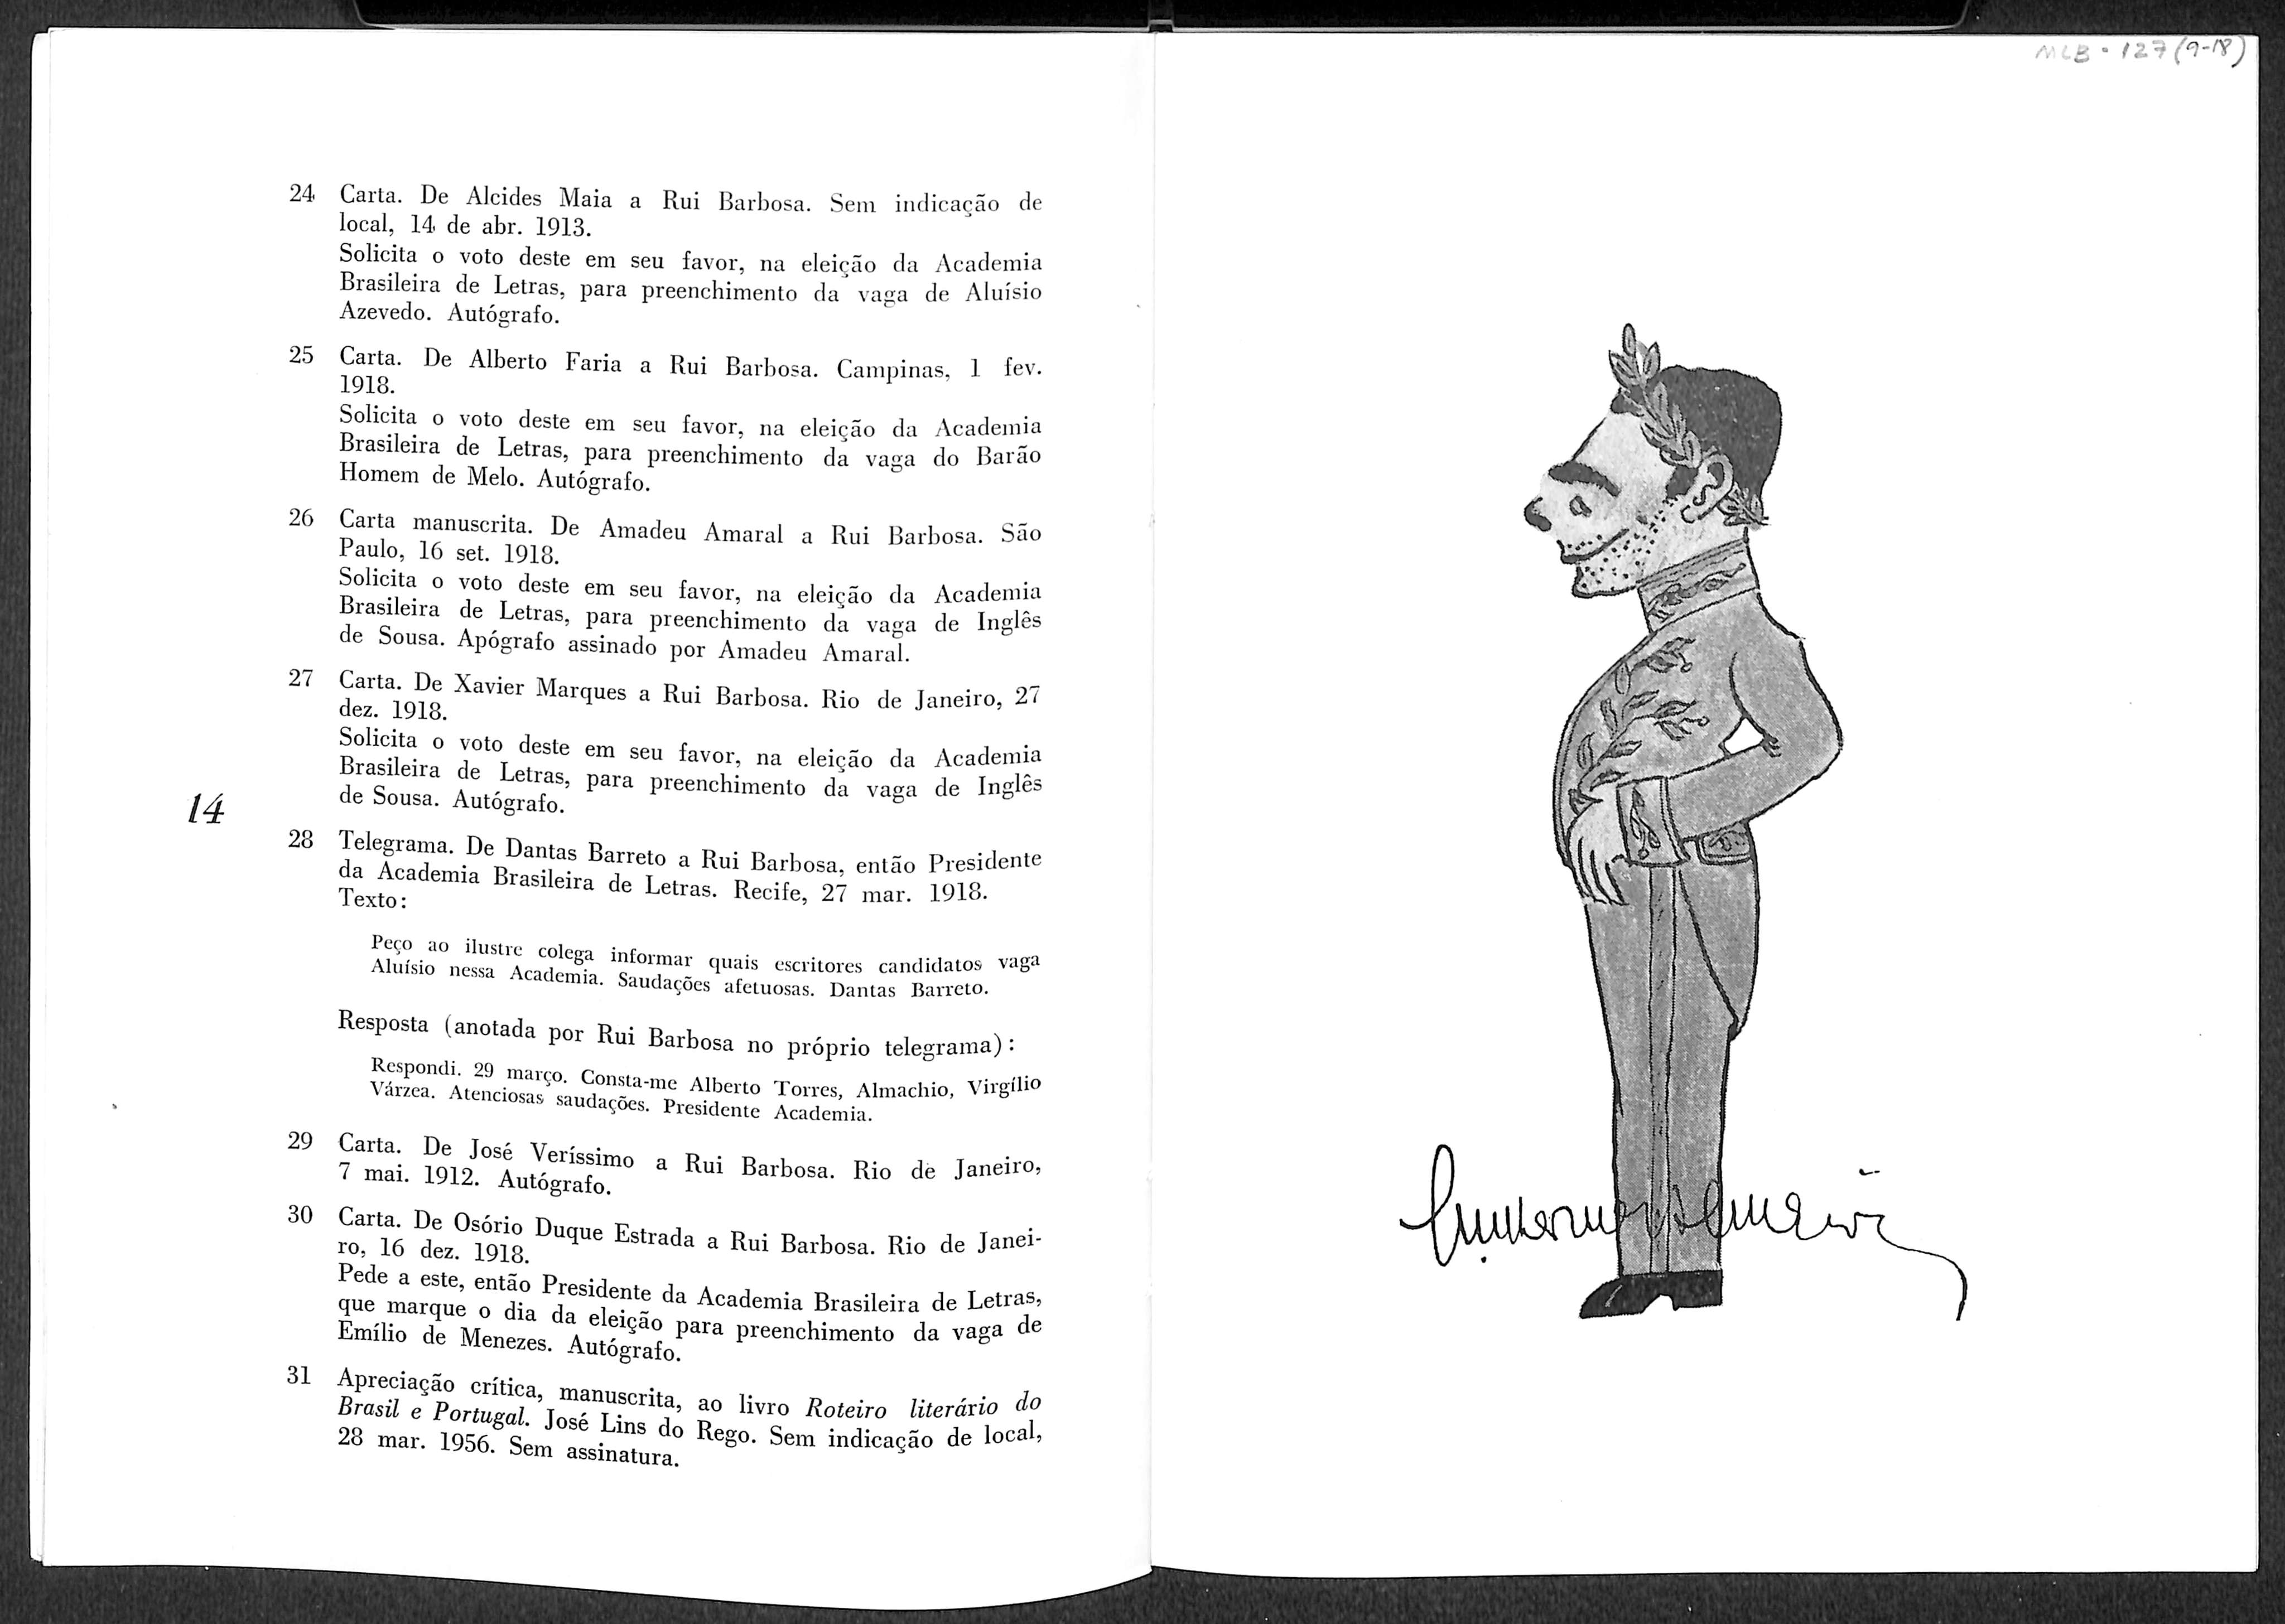 24 Carta. De Alcides Maia a Rui Barbosa. Sem indicação de
local, 14 de abr. 1913.
Solicita o voto deste em seu favor, na eleição da Academia
Brasileira de Letras, para preenchimento da vaga de Aluísio
Azevedo. Autógrafo.
25 Carta. De Alberto Faria a Rui Barbosa. Campinas, 1 fev.
1918.
Solicita o voto deste em seu favor, na eleição da Academia
Brasileira de Letras, para preenchimento da vaga do Barão
Homem de Melo. Autógrafo.
26 Carta manuscrita. De Amadeu Amaral a Rui Barbosa. São
Paulo, 16 set. 1918.
Solicita o voto deste em seu favor, na eleição da Academia
Brasileira de Letras, para preenchimento da vaga de Inglês
de Sousa. Apógrafo assinado por Amadeu Amaral.
27 Carta. De Xavier Marques a Rui Barbosa. Rio de Janeiro, 27
dez. 1918.
Solicita o voto deste em seu favor, na eleição da Academia
Brasileira de Letras, para preenchimento da vaga de Inglês
de Sousa. Autógrafo.
14
28 Telegrama. De Dantas Barreto a Rui Barbosa, então Presidente
da Academia Brasileira de Letras. Recife, 27 mar. 1918.
Texto:
Peço ao ilustre colega informar quais escritores candidatos vaga
Aluísio nessa Academia. Saudações afetuosas. Dantas Barreto.
Resposta (anotada por Rui Barbosa no próprio telegrama):
Respondi. 29 março. Consta-me Alberto Torres, Almachio, Virgílio
Várzea. Atenciosas saudações. Presidente Academia.
29 Carta. De José Veríssimo a Rui Barbosa. Rio de Janeiro,
7 mai. 1912. Autógrafo.
30 Carta. De Osório Duque Estrada a Rui Barbosa. Rio de Janei-
ro, 16 dez. 1918.
Pede a este, então Presidente da Academia Brasileira de Letras,
que marque o dia da eleição para preenchimento da vaga de
Emílio de Menezes. Autógrafo.
31 Apreciação crítica, manuscrita, ao livro Roteiro literário do
Brasil e Portugal. José Lins do Rego. Sem indicação de local,
28 mar. 1956. Sem assinatura.
MLB - 127 (9-18)